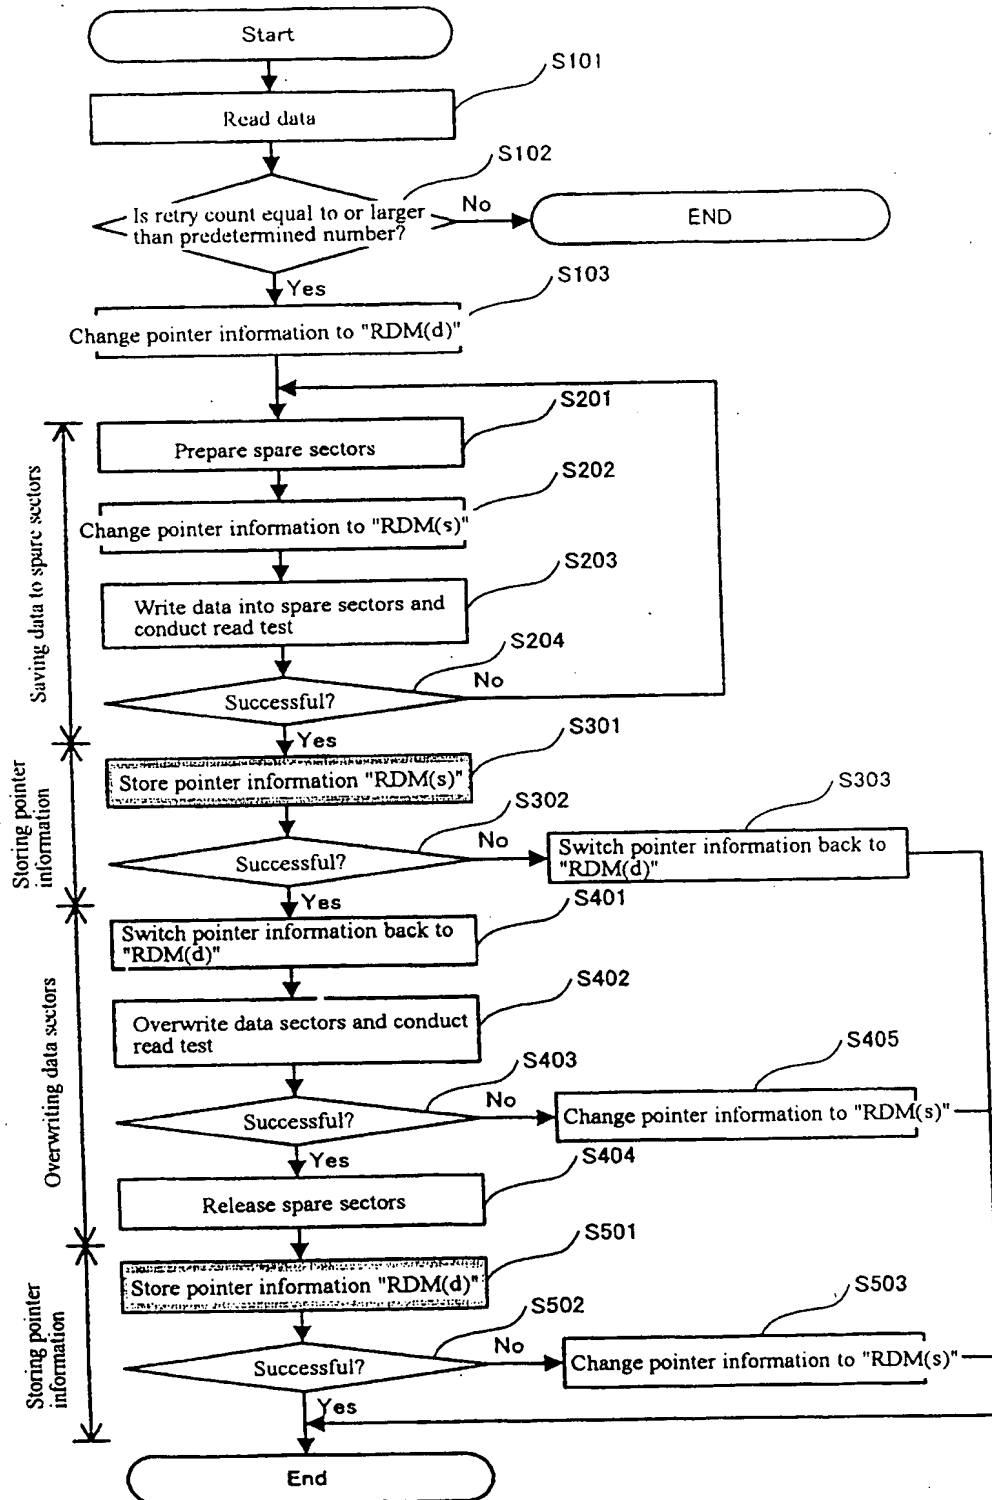 Start
S101
Read data
S102
Is retry count equal to or larger
than predetermined number?
No
END
Yes
S103
Change pointer information to "RDM(d)"
Saving data to spare sectors
S201
Prepare spare sectors
S202
Change pointer information to "RDM(s)"
S203
Write data into spare sectors and
conduct read test
S204
Successful?
No
Yes
Storing pointer
information
S301
Store pointer information "RDM(s)"
S302
Successful?
No
S303
Switch pointer information back to
"RDM(d)"
Yes
Overwriting data sectors
S401
Switch pointer information back to
"RDM(d)"
S402
Overwrite data sectors and conduct
read test
S403
Successful?
No
S405
Change pointer information to "RDM(s)"
Yes
S404
Release spare sectors
Storing pointer
information
S501
Store pointer information "RDM(d)"
S502
Successful?
No
S503
Change pointer information to "RDM(s)"
Yes
End